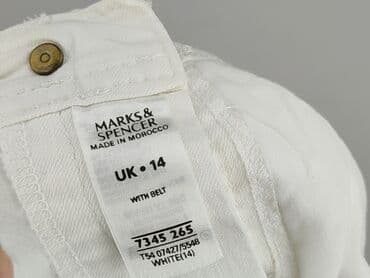 MARKS &
SPENCER
MADE IN MOROCCO
UK • 14
WITH BELT
7345 265
T54 07427/5548
WHITE(14)